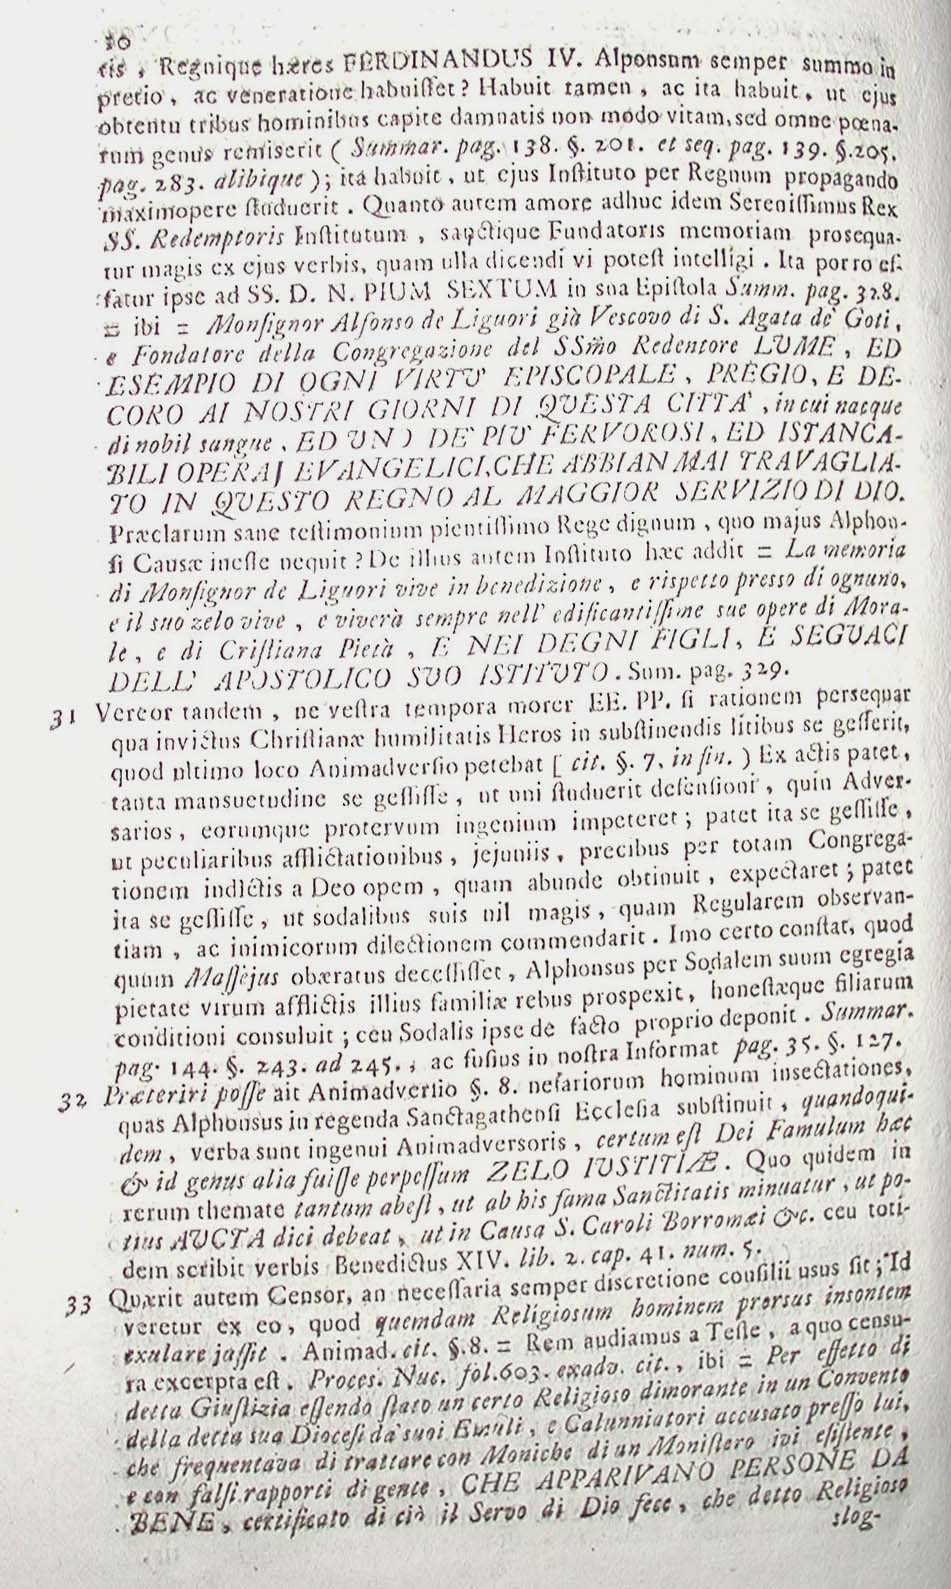 10
tis, Regnique hæres FERDINANDUS IV. Alponsum semper summo in
pretio, ac veneratione habuiſſet? Habuit tamen, ac ita habuit, ut ejus
obtentu tribus hominibus capite damnatis non modo vitam, sed omne pœna-
rum genus remiserit (Summar. pag. 138. §. 201. et seq. pag. 139. §. 205.
pag. 283. alibique); ita habuit, ut ejus Inſtituto per Regnum propagando
maximopere ſtuduerit. Quanto autem amore adhuc idem Sereniſſimus Rex
SS. Redemptoris Inſtitutum, sanctique Fundatoris memoriam prosequa-
tur magis ex ejus verbis, quam ulla dicendi vi poteſt intelligi. Ita porro eſ-
fatur ipse ad SS. D. N. PIUM SEXTUM in sua Epiſtola Summ. pag. 328.
= ibi = Monſignor Alfonso de Liguori già Vescovo di S. Agata de' Goti,
e Fondatore della Congregazione del SSm̃o Redentore LUME, ED
ESEMPIO DI OGNI VIRTU' EPISCOPALE, PREGIO, E DE-
CORO AI NOSTRI GIORNI DI QUESTA CITTA', in cui nacque
di nobil sangue, ED UNO DE' PIU' FERVOROSI, ED ISTANCA-
BILI OPERAJ EVANGELICI, CHE ABBIAN MAI TRAVAGLIA-
TO IN QUESTO REGNO AL MAGGIOR SERVIZIO DI DIO.
Præclarum sane teſtimonium pientiſſimo Rege dignum, quo majus Alphon-
ſi Causæ ineſſe nequit? De illius autem Inſtituto hæc addit = La memoria
di Monſignor de Liguori vive in benedizione, e rispetto presso di ognuno,
e il suo zelo vive, e viverà sempre nell' edificantiſſime sue opere di Mora-
le, e di Criſtiana Pietà, E NEI DEGNI FIGLI, E SEGUACI
DELL' APOSTOLICO SUO ISTITUTO. Sum. pag. 329.
31 Vereor tandem, ne veſtra tempora morer EE. PP. ſi rationem persequar
qua invictus Chriſtianæ humilitatis Heros in subſtinendis litibus se geſſerit,
quod ultimo loco Animadverſio petebat [ cit. §. 7. in fin. ) Ex actis patet,
tanta mansuetudine se geſſiſſe, ut uni ſtuduerit defenſioni, quin Adver-
sarios, eorumque protervum ingenium impeteret; patet ita se geſſiſſe,
ut peculiaribus afflictationibus, jejuniis, precibus per totam Congrega-
tionem indictis a Deo opem, quam abunde obtinuit, expectaret; patet
ita se geſſiſſe, ut sodalibus suis nil magis, quam Regularem observan-
tiam, ac inimicorum dilectionem commendarit. Imo certo conſtat, quod
quum Maſſejus obæratus deceſſiſſet, Alphonsus per Sodalem suum egregia
pietate virum afflictis illius familiæ rebus prospexit, honeſtæque filiarum
conditioni consuluit; ceu Sodalis ipse de facto proprio deponit. Summar.
pag. 144. §. 243. ad 245., ac fuſius in noſtra Informat pag. 35. §. 127.
32 Præteriri poſſe ait Animadverſio §. 8. nefariorum hominum insectationes,
quas Alphonsus in regenda Sanctagathenſi Eccleſia subſtinuit, quandoqui-
dem, verba sunt ingenui Animadversoris, certum eſt Dei Famulum hæc
& id genus alia fuiſſe perpeſſum ZELO IUSTITIÆ. Quo quidem in
rerum themate tantum abeſt, ut ab his fama Sanctitatis minuatur, ut po-
tius AUCTA dici debeat, ut in Causa S. Caroli Borromæi &c. ceu toti-
dem scribit verbis Benedictus XIV. lib. 2. cap. 41. num. 5.
33 Quærit autem Censor, an neceſſaria semper discretione conſilii usus ſit; Id
veretur ex eo, quod quemdam Religiosum hominem prorsus insontem
exulare juſſit. Animad. cit. §. 8. = Rem audiamus a Teſte, a quo censu-
ra excerpta eſt. Proces. Nuc. fol. 603. exadv. cit., ibi = Per effetto di
detta Giuſtizia eſſendo ſtato un certo Religioso dimorante in un Convento
della detta sua Dioceſi da' suoi Emuli, e Calunniatori accusato preſſo lui,
che frequentava di trattare con Moniche di un Moniſtero ivi eſiſtente,
e con falſi rapporti di gente, CHE APPARIVANO PERSONE DA
BENE, certificato di ciò il Servo di Dio fece, che detto Religioso
slog-